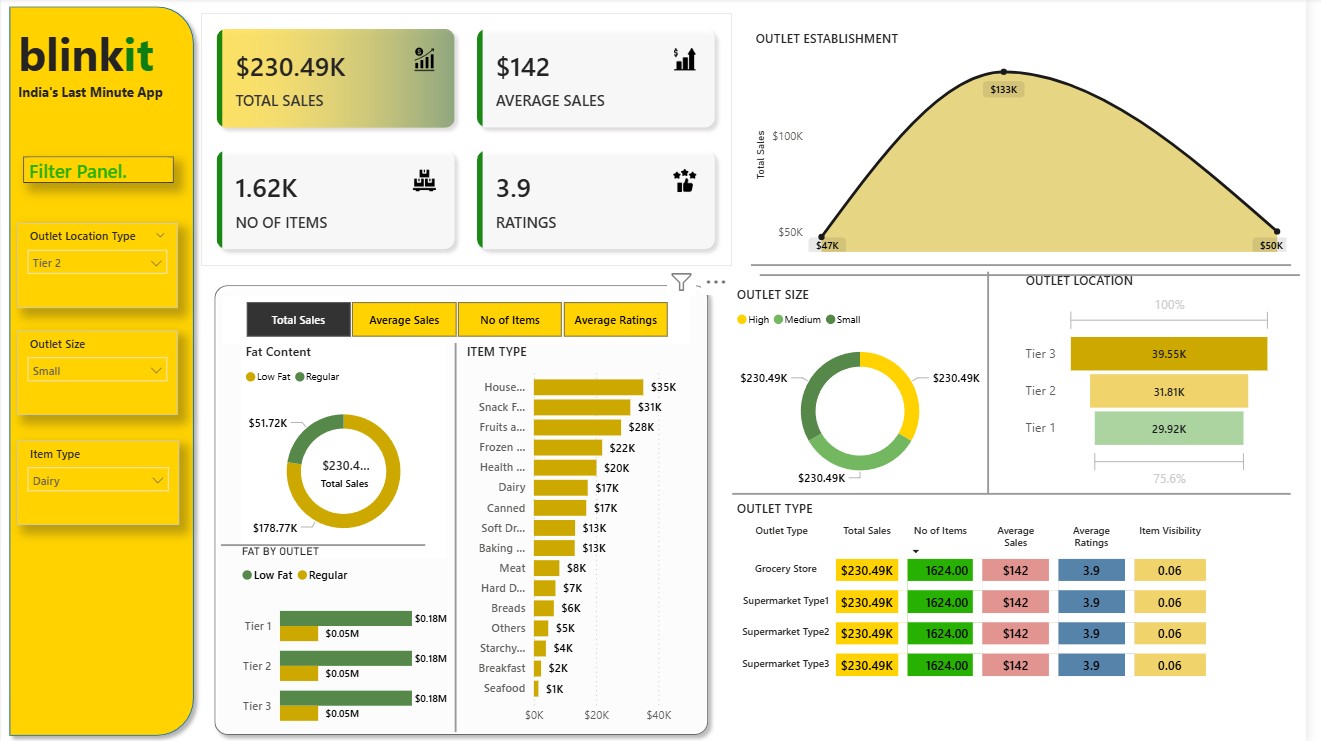 blinkit
India's Last Minute App
Filter Panel.
Outlet Location Type
Tier 2
Outlet Size
Small
Item Type
Dairy
$230.49K
TOTAL SALES
$142
AVERAGE SALES
1.62K
NO OF ITEMS
3.9
RATINGS
OUTLET ESTABLISHMENT
Total Sales
$100K
$50K
$133K
$47K
$50K
Total Sales
Average Sales
No of Items
Average Ratings
Fat Content
Low Fat Regular
$51.72K
$230.4...
Total Sales
$178.77K
FAT BY OUTLET
Low Fat Regular
Tier 1 $0.18M
$0.05M
Tier 2 $0.18M
$0.05M
Tier 3 $0.18M
$0.05M
ITEM TYPE
House... $35K
Snack F... $31K
Fruits a... $28K
Frozen ... $22K
Health ... $20K
Dairy $17K
Canned $17K
Soft Dr... $13K
Baking ... $13K
Meat $8K
Hard D... $7K
Breads $6K
Others $5K
Starchy... $4K
Breakfast $2K
Seafood $1K
$0K $20K $40K
OUTLET SIZE
High Medium Small
$230.49K $230.49K
$230.49K
OUTLET LOCATION
100%
Tier 3 39.55K
Tier 2 31.81K
Tier 1 29.92K
75.6%
OUTLET TYPE
Outlet Type Total Sales No of Items Average Sales Average Ratings Item Visibility
Grocery Store $230.49K 1624.00 $142 3.9 0.06
Supermarket Type1 $230.49K 1624.00 $142 3.9 0.06
Supermarket Type2 $230.49K 1624.00 $142 3.9 0.06
Supermarket Type3 $230.49K 1624.00 $142 3.9 0.06